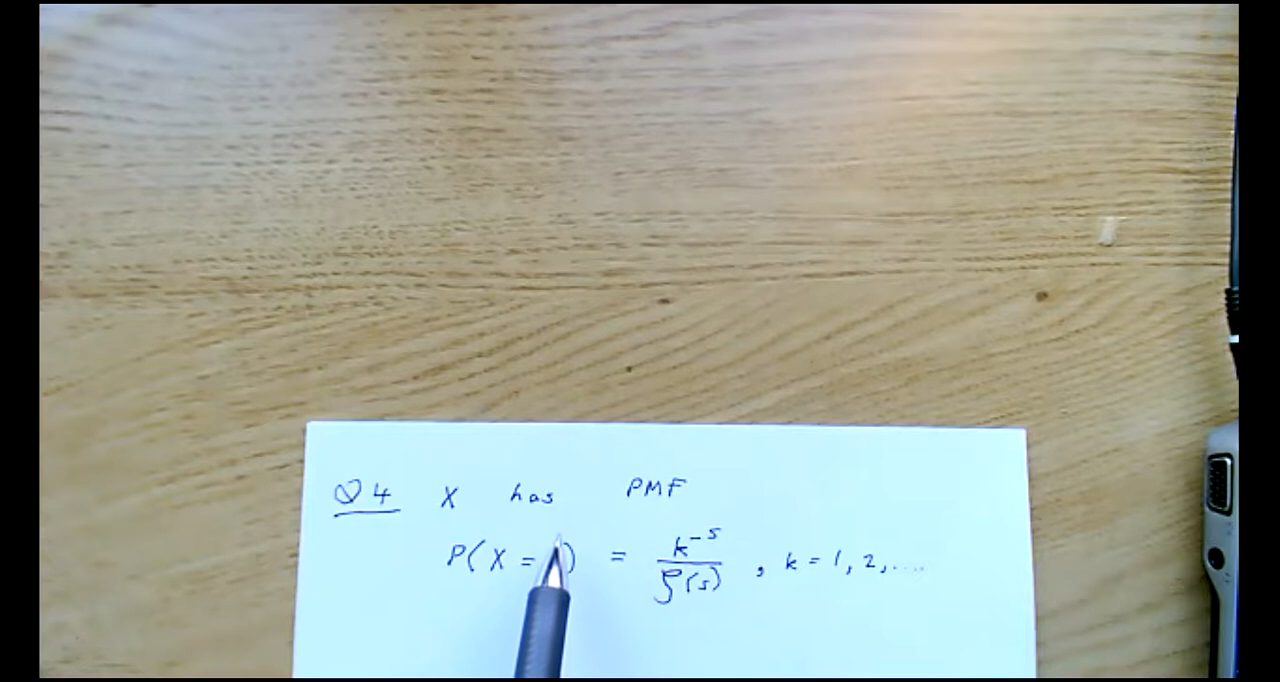 Q4 X has PMF
P(X = ) = k^{-s} / ζ(s) , k = 1, 2, ....